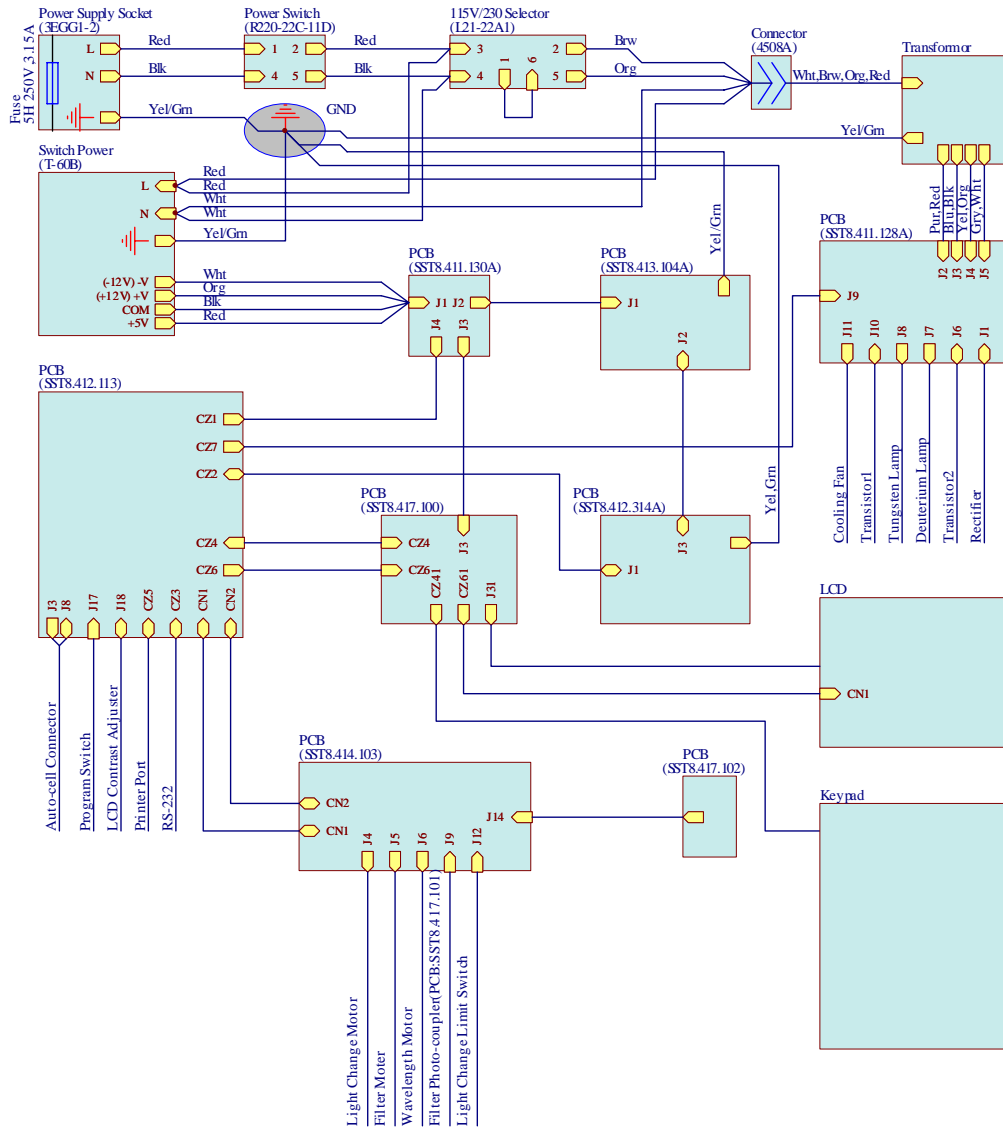 Power Supply Socket
(3EGG1-2)
Power Switch
(R220-22C-11D)
115V/230 Selector
(L21-22A1)
Connector
(4508A)
Transformor
Fuse
5H 250V 3.15A
L
N
Red
Blk
Yel/Grn
1
2
4
5
Red
Blk
3
4
1
6
2
5
Brw
Org
Wht,Brw,Org,Red
GND
Yel/Grn
Switch Power
(T-60B)
L
N
Red
Red
Wht
Wht
Yel/Grn
(-12V) -V
(+12V) +V
COM
+5V
Wht
Org
Blk
Red
PCB
(SST8.411.130A)
J1
J2
J4
J3
PCB
(SST8.413.104A)
J1
J2
Yel/Grn
Pur,Red
Blu,Blk
Yel,Org
Gry,Wht
PCB
(SST8.411.128A)
J2
J3
J4
J5
J9
J11
J10
J8
J7
J6
J1
Cooling Fan
Transistor1
Tungsten Lamp
Deuterium Lamp
Transistor2
Rectifier
PCB
(SST8.412.113)
CZ1
CZ7
CZ2
CZ4
CZ6
J3
J8
J17
J18
CZ5
CZ3
CN1
CN2
Auto-cell Connector
Program Switch
LCD Contrast Adjuster
Printer Port
RS-232
PCB
(SST8.417.100)
CZ4
CZ6
J3
CZ41
CZ61
J31
PCB
(SST8.412.314A)
J1
J3
Yel,Grn
LCD
CN1
PCB
(SST8.414.103)
CN2
CN1
J14
J4
J5
J6
J9
J12
Light Change Motor
Filter Moter
Wavelength Motor
Filter Photo-coupler(PCB:SST8.417.101)
Light Change Limit Switch
PCB
(SST8.417.102)
Keypad